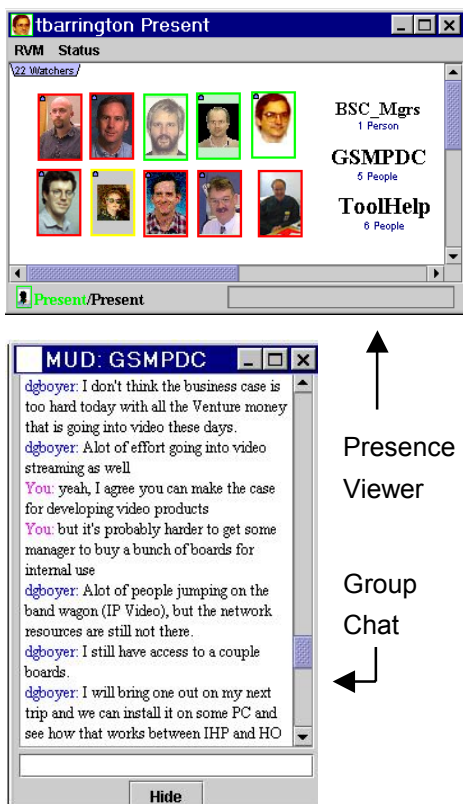 tbarrington Present
RVM Status
22 Watchers
BSC_Mgrs
1 Person
GSMPDC
5 People
ToolHelp
6 People
Present/Present
MUD: GSMPDC
dgboyer: I don't think the business case is
too hard today with all the Venture money
that is going into video these days.
dgboyer: Alot of effort going into video
streaming as well
You: yeah, I agree you can make the case
for developing video products
You: but it's probably harder to get some
manager to buy a bunch of boards for
internal use
dgboyer: Alot of people jumping on the
band wagon (IP Video), but the network
resources are still not there.
dgboyer: I still have access to a couple
boards.
dgboyer: I will bring one out on my next
trip and we can install it on some PC and
see how that works between IHP and HO
Hide
Presence
Viewer
Group
Chat